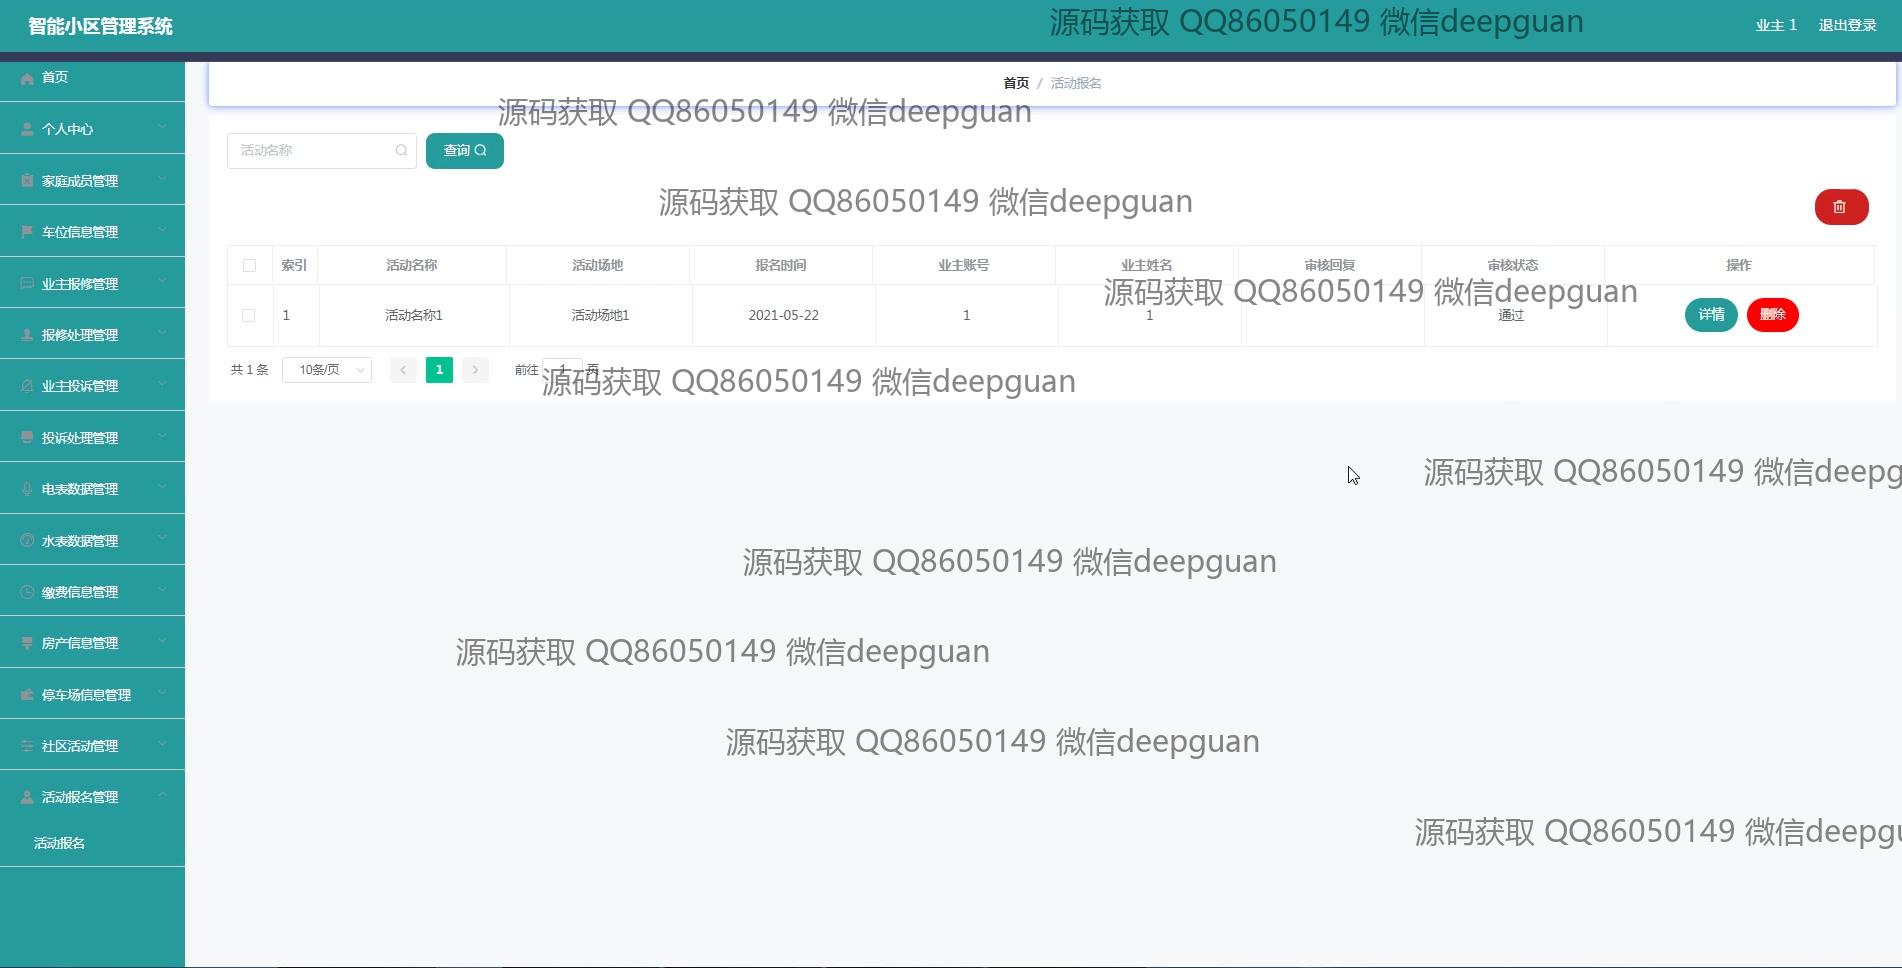 智能小区管理系统
源码获取 QQ86050149 微信deepguan
业主 1 退出登录
首页
个人中心
家庭成员管理
车位信息管理
业主报修管理
报修处理管理
业主投诉管理
投诉处理管理
电表数据管理
水表数据管理
缴费信息管理
房产信息管理
停车场信息管理
社区活动管理
活动报名管理
活动报名
首页 / 活动报名
源码获取 QQ86050149 微信deepguan
活动名称 查询
源码获取 QQ86050149 微信deepguan
索引 活动名称 活动场地 报名时间 业主账号 业主姓名 审核回复 审核状态 操作
源码获取 QQ86050149 微信deepguan
1 活动名称1 活动场地1 2021-05-22 1 1 通过 详情 删除
共 1 条 10条/页 < 1 > 前往 1 页
源码获取 QQ86050149 微信deepguan
源码获取 QQ86050149 微信deepg
源码获取 QQ86050149 微信deepguan
源码获取 QQ86050149 微信deepguan
源码获取 QQ86050149 微信deepguan
源码获取 QQ86050149 微信deepgu